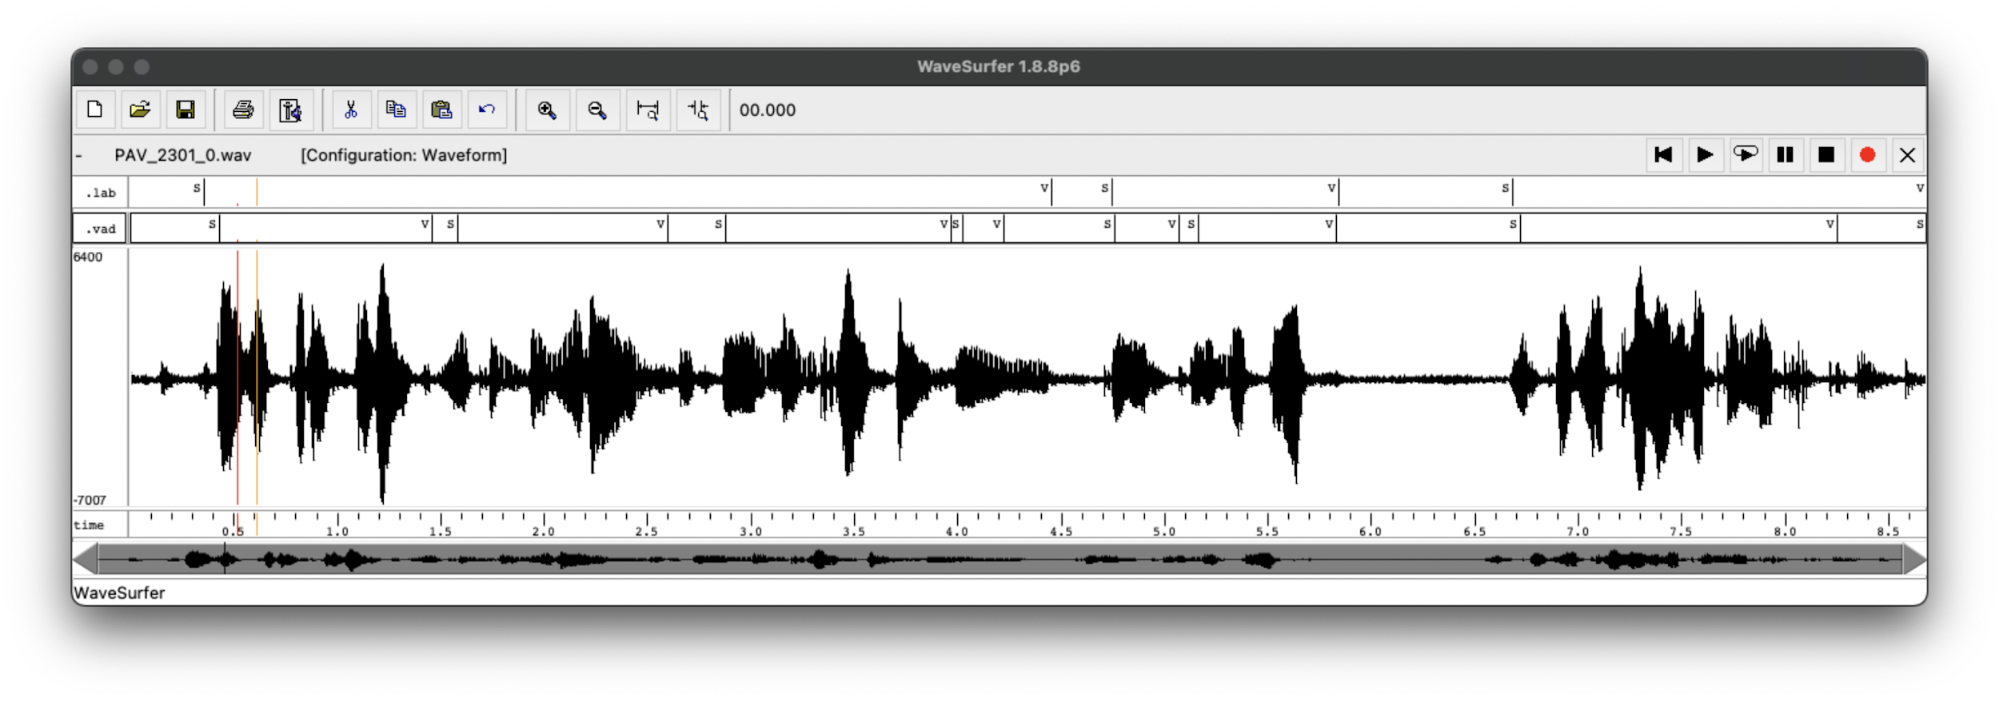 WaveSurfer 1.8.8p6
00.000
- PAV_2301_0.wav [Configuration: Waveform]
.lab s v s v s v
.vad s v s s v s v s v s v s v s
6400
-7007
time 0.5 1.0 1.5 2.0 2.5 3.0 3.5 4.0 4.5 5.0 5.5 6.0 6.5 7.0 7.5 8.0 8.5
WaveSurfer